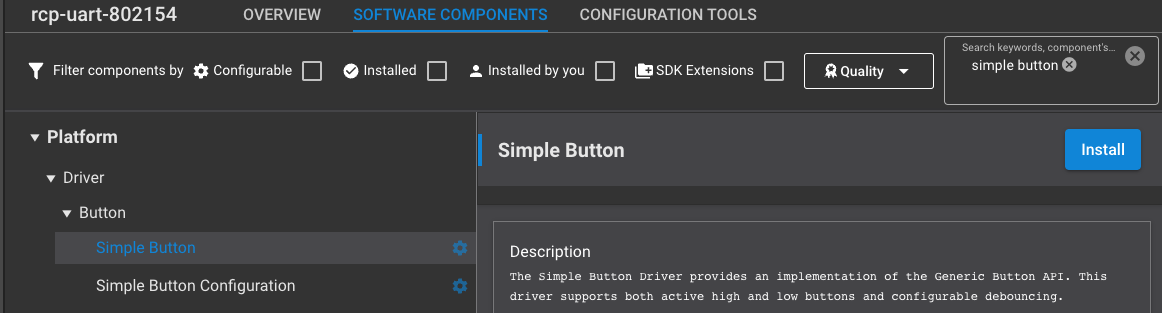 rcp-uart-802154 OVERVIEW SOFTWARE COMPONENTS CONFIGURATION TOOLS
Filter components by Configurable Installed Installed by you SDK Extensions Quality
Search keywords, component's...
simple button
Platform
Driver
Button
Simple Button
Simple Button Configuration
Simple Button Install
Description
The Simple Button Driver provides an implementation of the Generic Button API. This
driver supports both active high and low buttons and configurable debouncing.